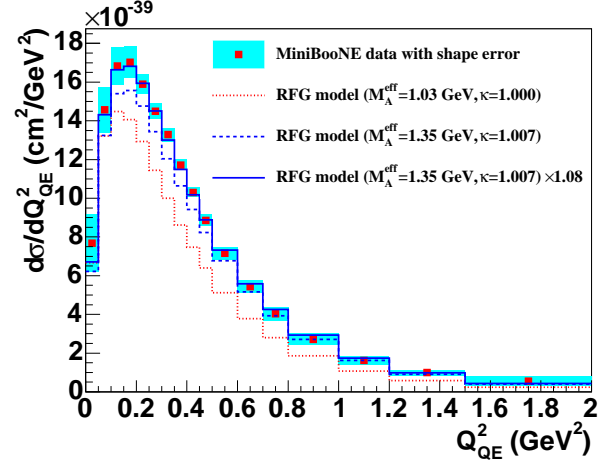 ×10⁻³⁹
dσ/dQ²_QE (cm²/GeV²)
18
16
14
12
10
8
6
4
2
0
MiniBooNE data with shape error
RFG model (M_A^eff=1.03 GeV,κ=1.000)
RFG model (M_A^eff=1.35 GeV,κ=1.007)
RFG model (M_A^eff=1.35 GeV,κ=1.007) ×1.08
0 0.2 0.4 0.6 0.8 1 1.2 1.4 1.6 1.8 2
Q²_QE (GeV²)